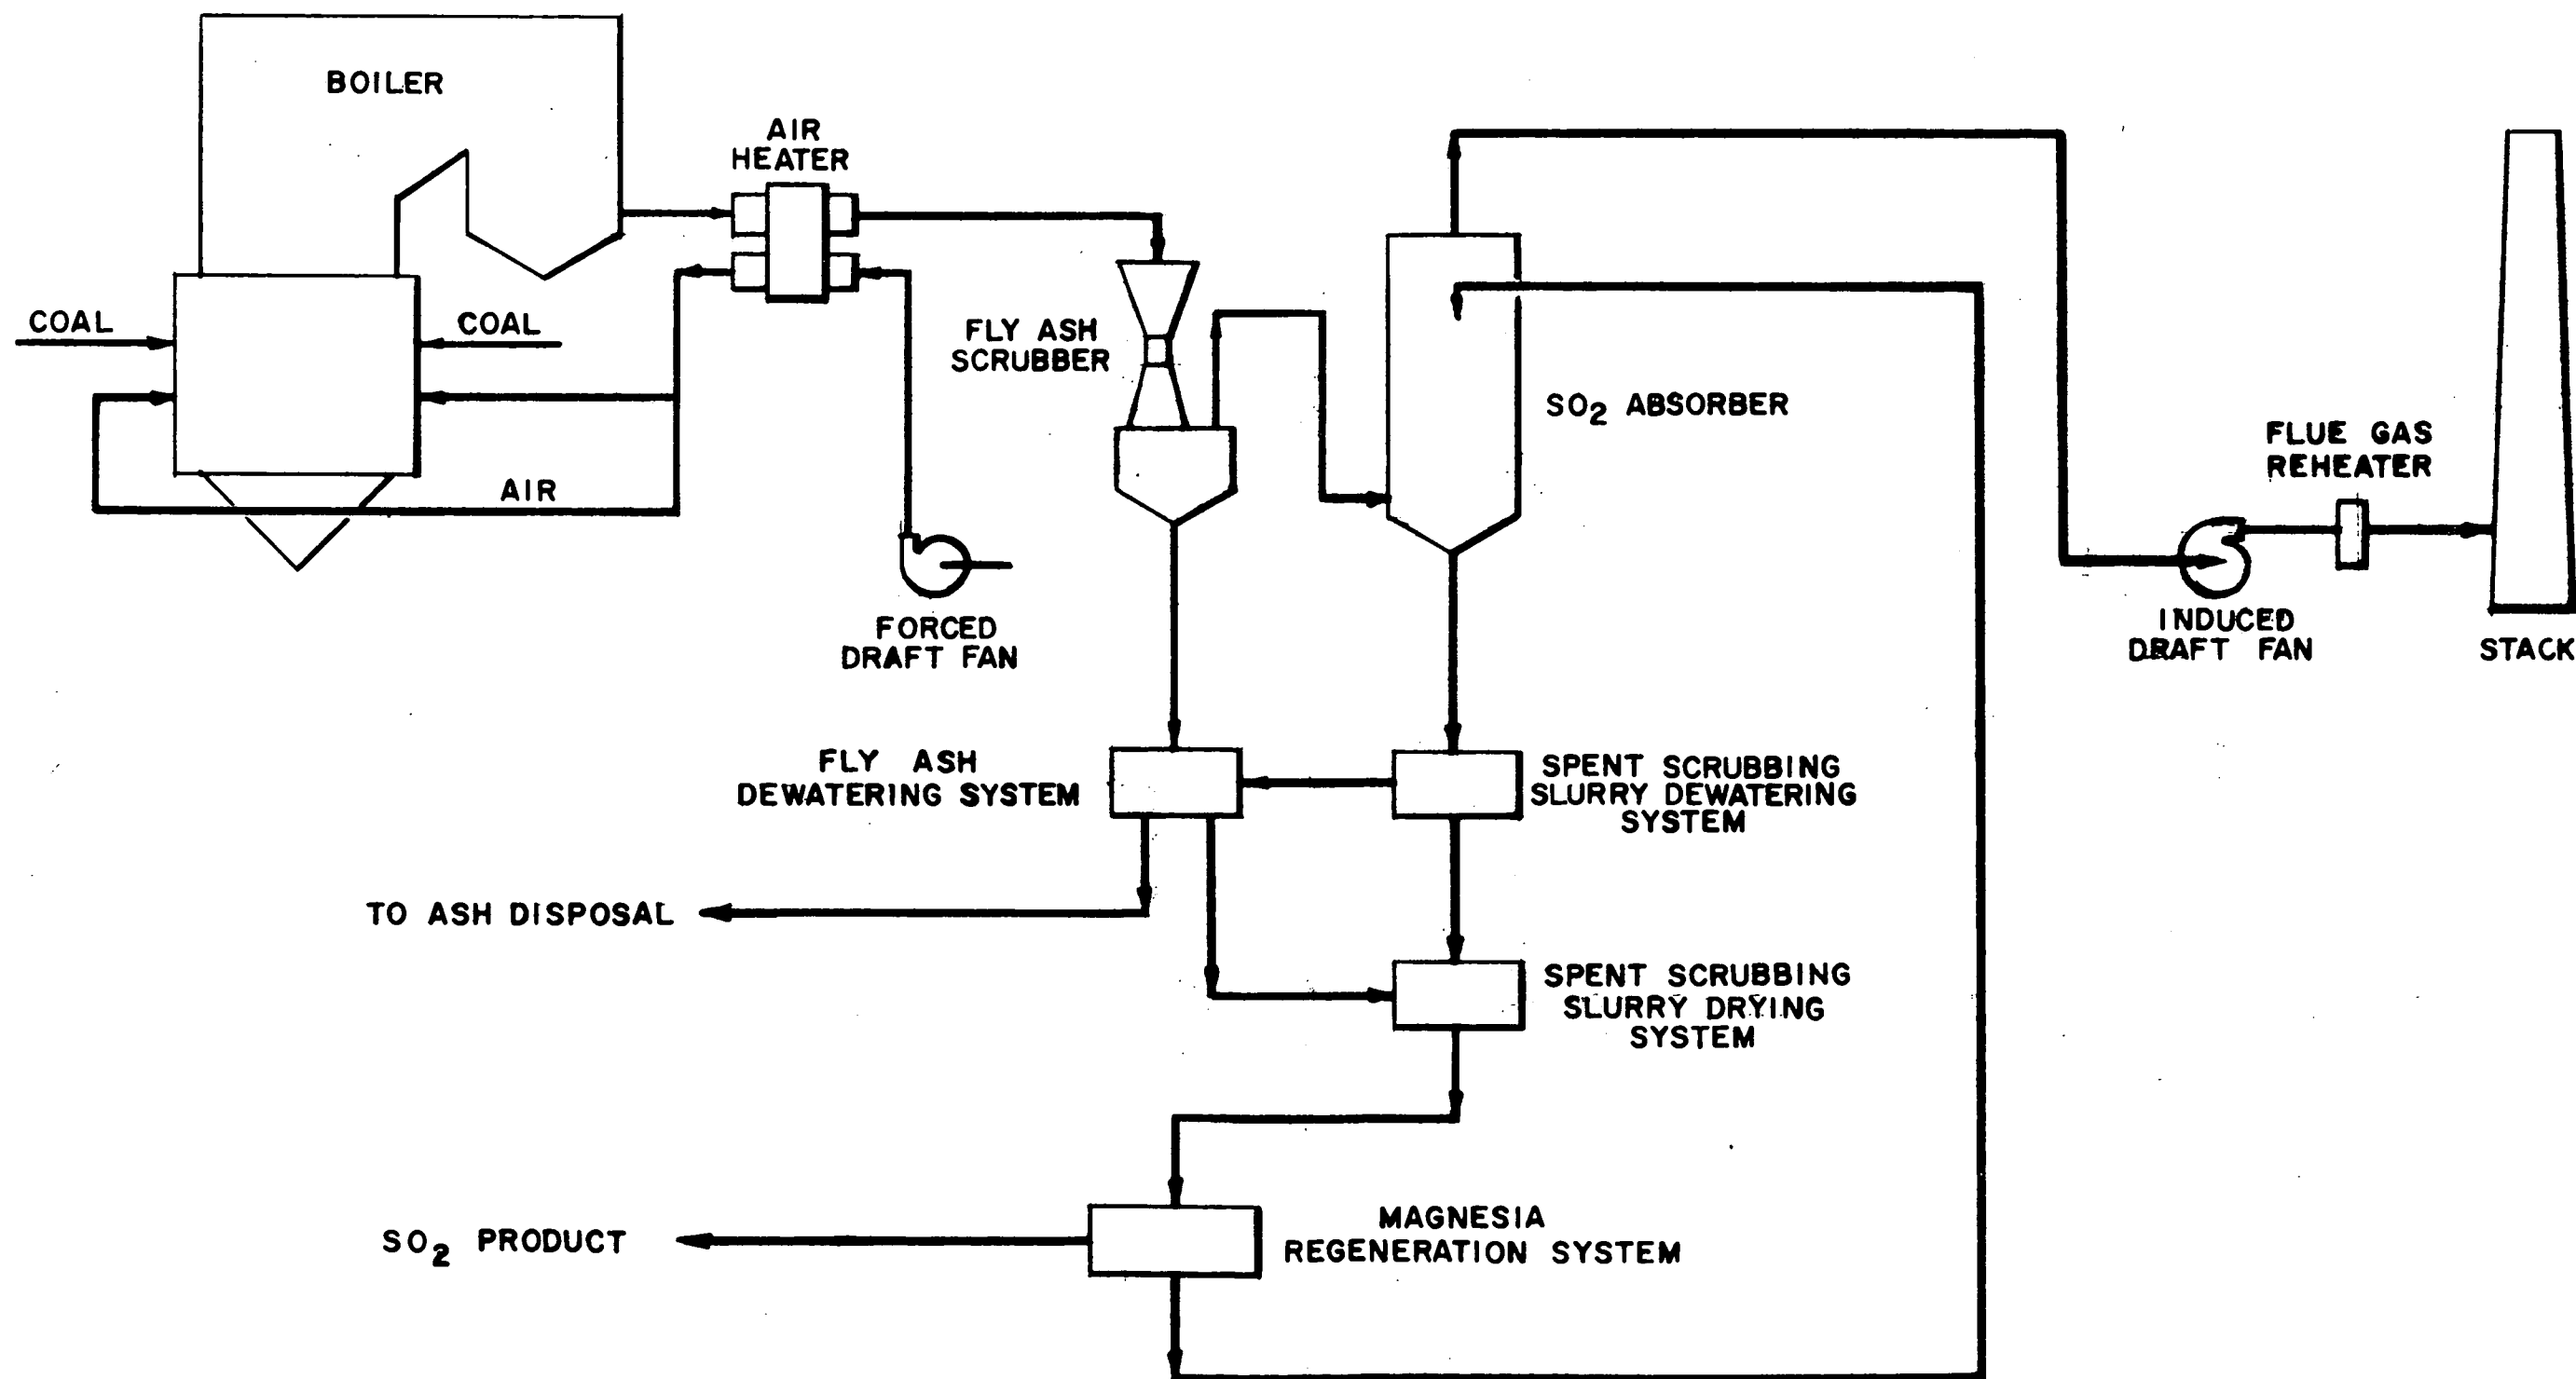 BOILER
AIR
HEATER
COAL
COAL
FLY ASH
SCRUBBER
SO₂ ABSORBER
FLUE GAS
REHEATER
AIR
FORCED
DRAFT FAN
INDUCED
DRAFT FAN
STACK
FLY ASH
DEWATERING SYSTEM
SPENT SCRUBBING
SLURRY DEWATERING
SYSTEM
TO ASH DISPOSAL
SPENT SCRUBBING
SLURRY DRYING
SYSTEM
SO₂ PRODUCT
MAGNESIA
REGENERATION SYSTEM